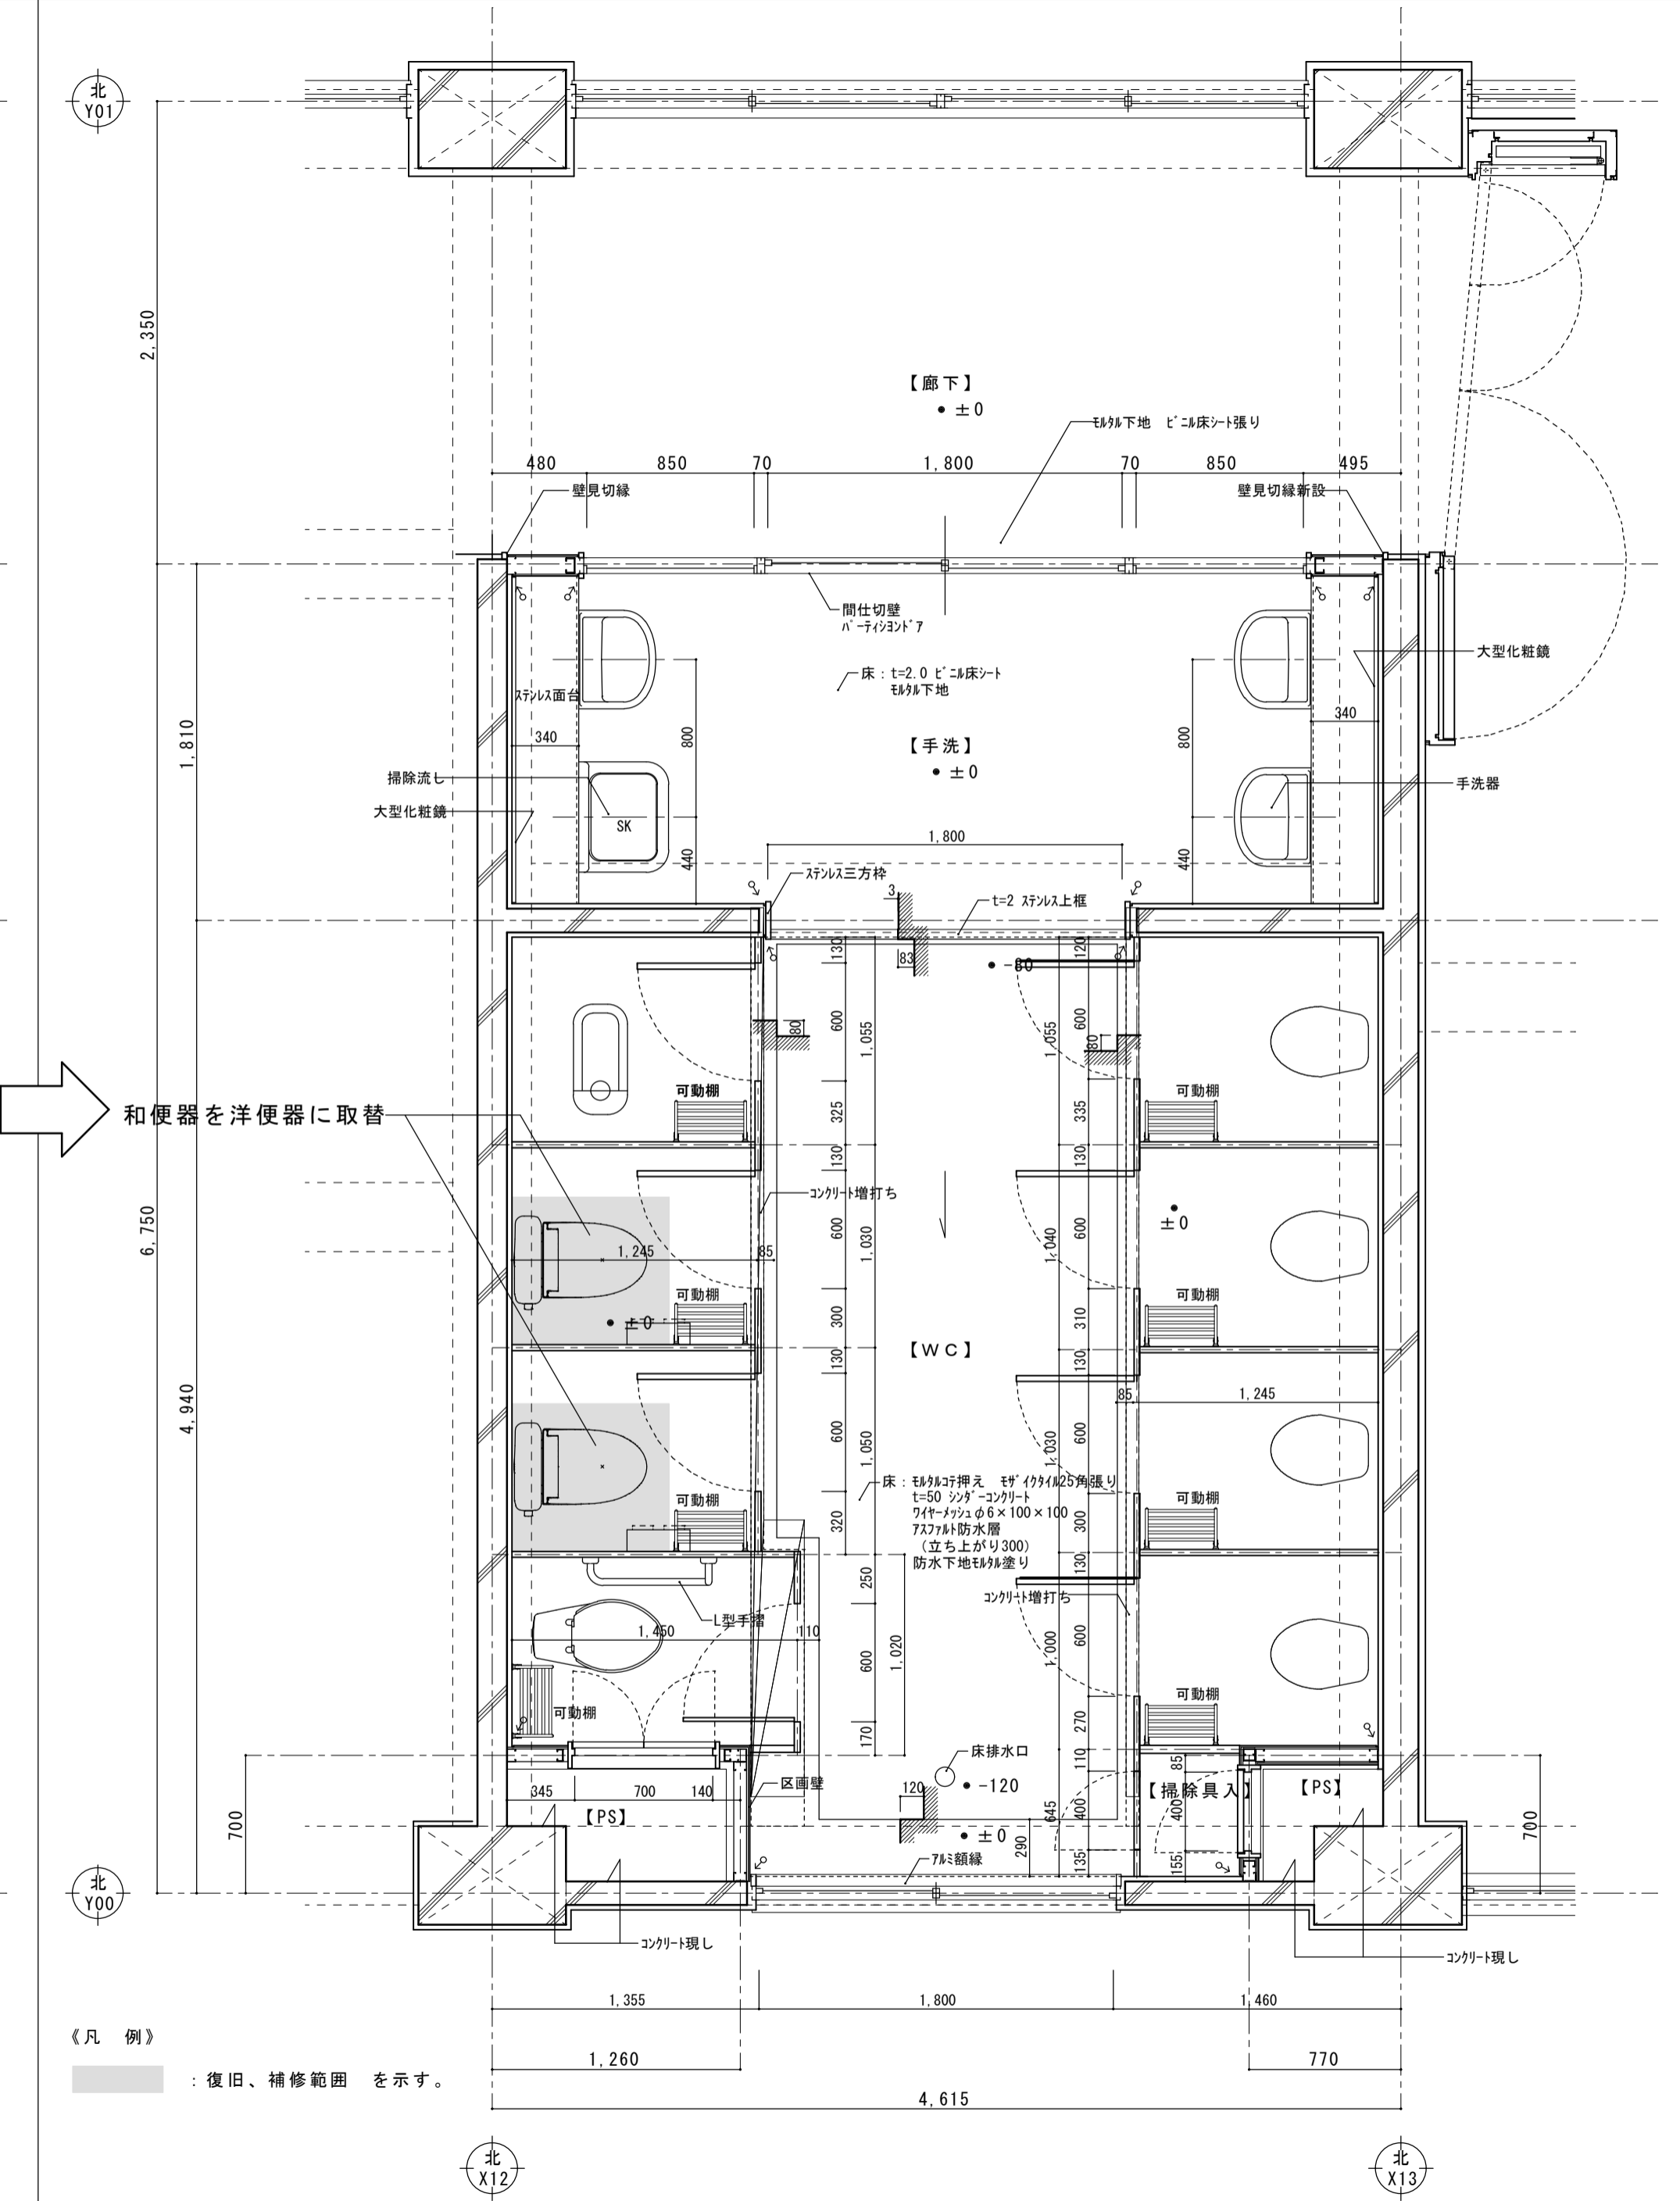 北
Y01
2,350
【廊下】
• ±0
ﾓﾙﾀﾙ下地 ﾋﾞﾆﾙ床ｼｰﾄ張り
480
850
70
1,800
70
850
495
壁見切縁
壁見切縁新設
間仕切壁
ﾊﾟｰﾃｨｼｮﾝﾄﾞｱ
床：t=2.0 ﾋﾞﾆﾙ床ｼｰﾄ
ﾓﾙﾀﾙ下地
大型化粧鏡
ｽﾃﾝﾚｽ面台
340
800
340
800
1,810
【手洗】
• ±0
掃除流し
大型化粧鏡
SK
手洗器
1,800
440
440
ｽﾃﾝﾚｽ三方枠
3
t=2 ｽﾃﾝﾚｽ上框
130
83
• -80
120
600
1,055
80
1,055
600
80
可動棚
可動棚
和便器を洋便器に取替
325
335
130
130
ｺﾝｸﾘｰﾄ増打ち
±0
6,750
1,245
85
600
1,030
1,040
600
可動棚
可動棚
• ±0
300
310
【WC】
130
130
4,940
85
1,245
600
1,050
1,030
600
床：ﾓﾙﾀﾙｺﾃ押え ﾓｻﾞｲｸﾀｲﾙ25角張り
t=50 ｼﾝﾀﾞｰｺﾝｸﾘｰﾄ
ﾜｲﾔｰﾒｯｼｭφ6×100×100
ｱｽﾌｧﾙﾄ防水層
(立ち上がり300)
防水下地ﾓﾙﾀﾙ塗り
可動棚
可動棚
320
300
130
250
ｺﾝｸﾘｰﾄ増打ち
L型手摺
1,450
110
600
1,020
1,000
600
可動棚
可動棚
170
270
床排水口
• -120
110
区画壁
120
85
【掃除具入】
【PS】
345
700
140
【PS】
645
400
400
700
700
• ±0
290
135
155
ｱﾙﾐ額縁
北
Y00
ｺﾝｸﾘｰﾄ現し
ｺﾝｸﾘｰﾄ現し
1,355
1,800
1,460
《凡 例》
1,260
770
：復旧、補修範囲 を示す。
4,615
北
X12
北
X13